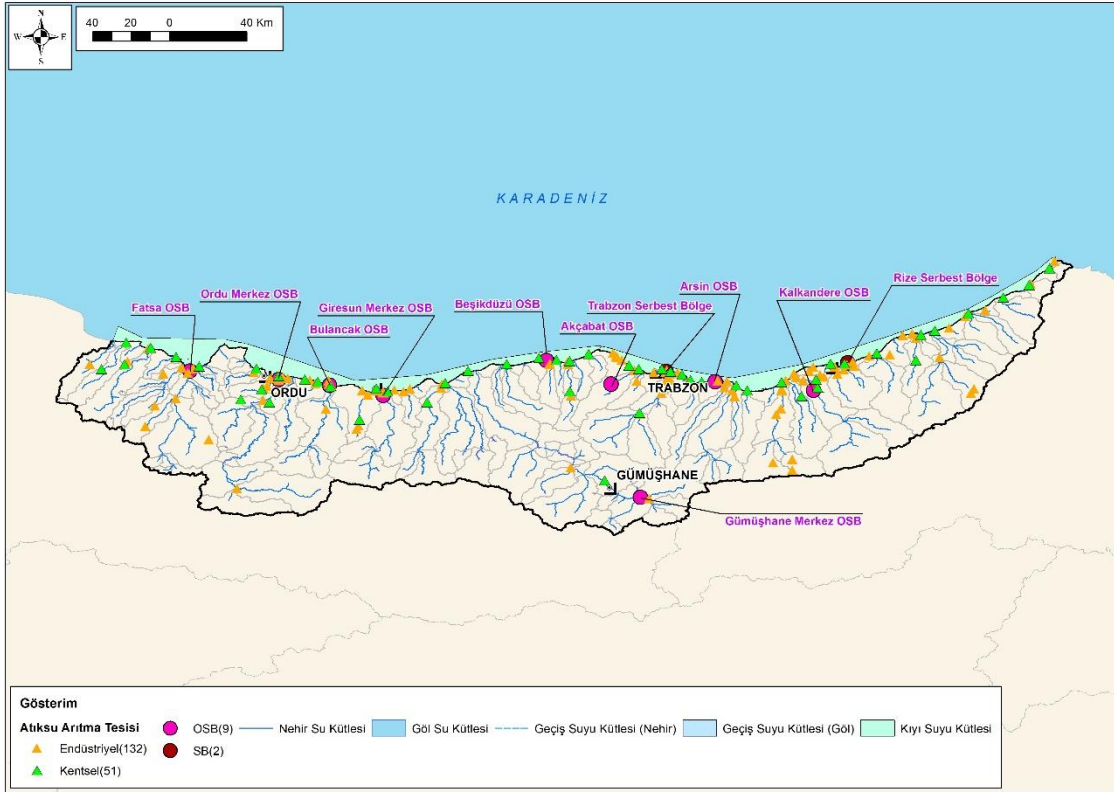 N
W E
S
40 20 0 40 Km
KARADENİZ
Rize Serbest Bölge
Arsin OSB
Ordu Merkez OSB
Kalkandere OSB
Fatsa OSB
Giresun Merkez OSB
Beşikdüzü OSB
Trabzon Serbest Bölge
Bulancak OSB
Akçabat OSB
ORDU
TRABZON
GÜMÜŞHANE
Gümüşhane Merkez OSB
Gösterim
Atıksu Arıtma Tesisi
Endüstriyel(132)
Kentsel(51)
OSB(9)
SB(2)
Nehir Su Kütlesi
Göl Su Kütlesi
Geçiş Suyu Kütlesi (Nehir)
Geçiş Suyu Kütlesi (Göl)
Kıyı Suyu Kütlesi